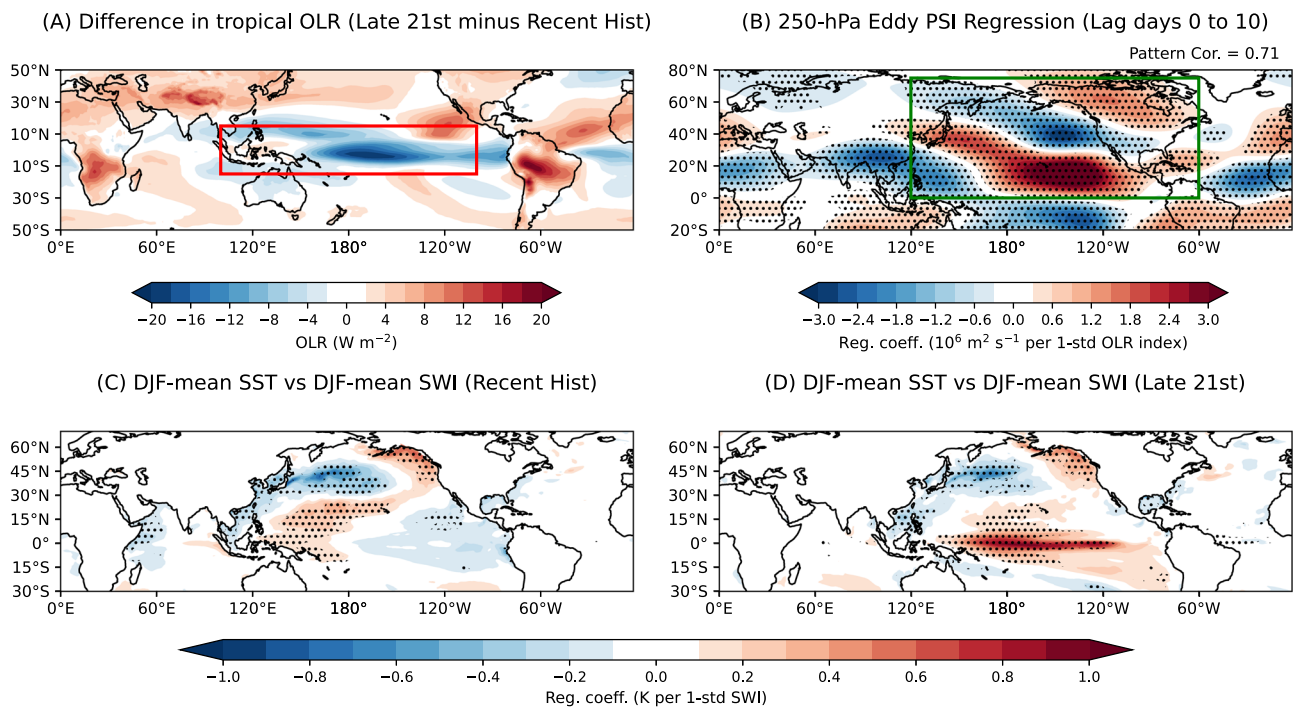 (A) Difference in tropical OLR (Late 21st minus Recent Hist)
50°N
30°N
10°N
10°S
30°S
50°S
0°E 60°E 120°E 180° 120°W 60°W
−20 −16 −12 −8 −4 0 4 8 12 16 20
OLR (W m⁻²)
(B) 250-hPa Eddy PSI Regression (Lag days 0 to 10)
Pattern Cor. = 0.71
80°N
60°N
40°N
20°N
0°
20°S
0°E 60°E 120°E 180° 120°W 60°W
−3.0 −2.4 −1.8 −1.2 −0.6 0.0 0.6 1.2 1.8 2.4 3.0
Reg. coeff. (10⁶ m² s⁻¹ per 1-std OLR index)
(C) DJF-mean SST vs DJF-mean SWI (Recent Hist)
60°N
45°N
30°N
15°N
0°
15°S
30°S
0°E 60°E 120°E 180° 120°W 60°W
(D) DJF-mean SST vs DJF-mean SWI (Late 21st)
60°N
45°N
30°N
15°N
0°
15°S
30°S
0°E 60°E 120°E 180° 120°W 60°W
−1.0 −0.8 −0.6 −0.4 −0.2 0.0 0.2 0.4 0.6 0.8 1.0
Reg. coeff. (K per 1-std SWI)